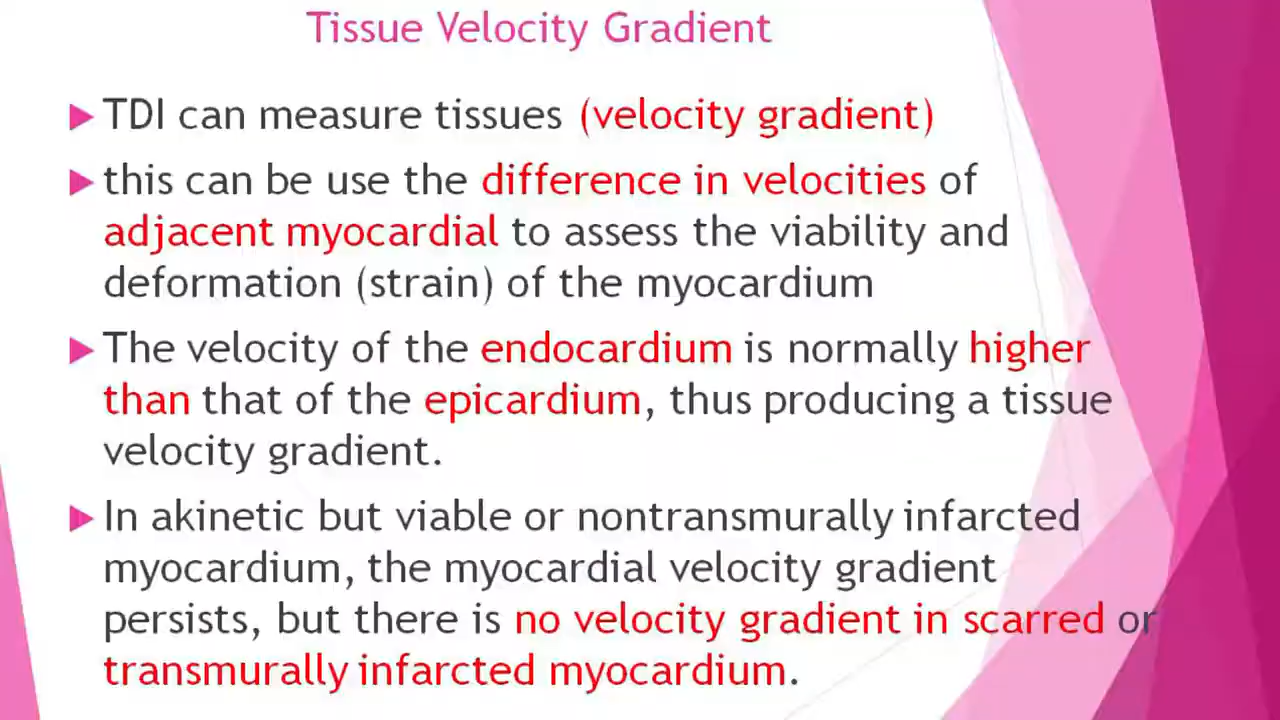 Tissue Velocity Gradient
TDI can measure tissues (velocity gradient)
this can be use the difference in velocities of
adjacent myocardial to assess the viability and
deformation (strain) of the myocardium
The velocity of the endocardium is normally higher
than that of the epicardium, thus producing a tissue
velocity gradient.
In akinetic but viable or nontransmurally infarcted
myocardium, the myocardial velocity gradient
persists, but there is no velocity gradient in scarred or
transmurally infarcted myocardium.